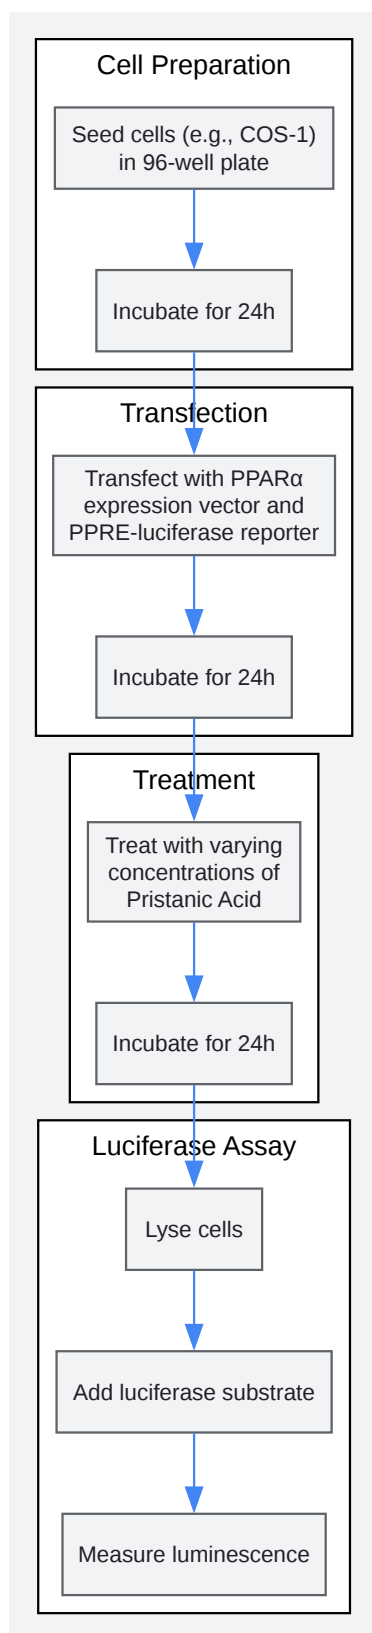 Cell Preparation
Seed cells (e.g., COS-1)
in 96-well plate
Incubate for 24h
Transfection
Transfect with PPARα
expression vector and
PPRE-luciferase reporter
Incubate for 24h
Treatment
Treat with varying
concentrations of
Pristanic Acid
Incubate for 24h
Luciferase Assay
Lyse cells
Add luciferase substrate
Measure luminescence